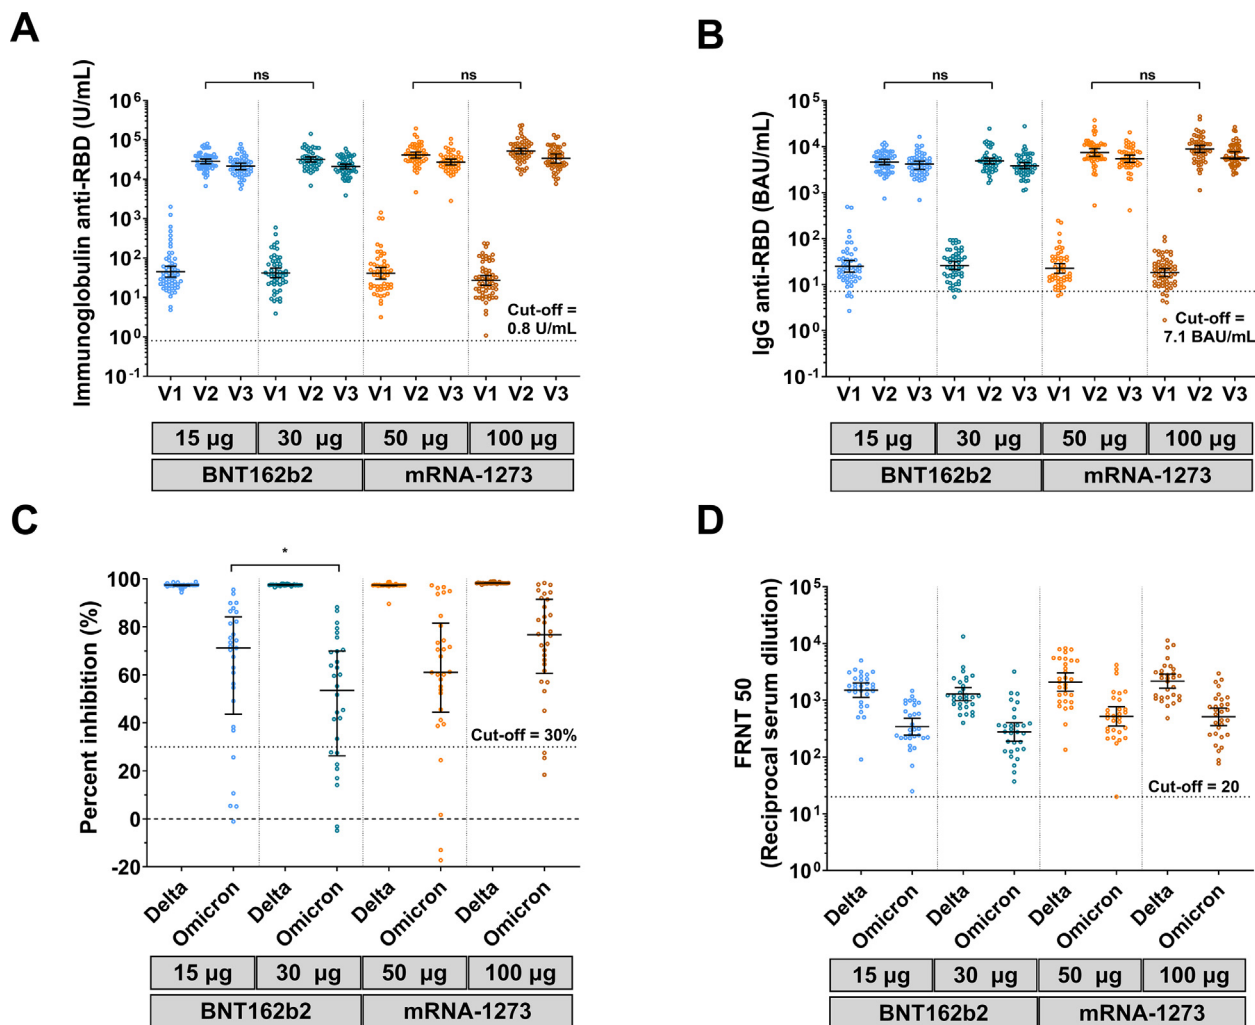 A
ns
ns
Immunoglobulin anti-RBD (U/mL)
10^6
10^5
10^4
10^3
10^2
10^1
10^0
10^-1
Cut-off =
0.8 U/mL
V1 V2 V3 V1 V2 V3 V1 V2 V3 V1 V2 V3
15 µg 30 µg 50 µg 100 µg
BNT162b2 mRNA-1273
B
ns
ns
IgG anti-RBD (BAU/mL)
10^5
10^4
10^3
10^2
10^1
10^0
10^-1
Cut-off =
7.1 BAU/mL
V1 V2 V3 V1 V2 V3 V1 V2 V3 V1 V2 V3
15 µg 30 µg 50 µg 100 µg
BNT162b2 mRNA-1273
C
*
Percent inhibition (%)
100
80
60
40
20
0
-20
Cut-off = 30%
Delta Omicron Delta Omicron Delta Omicron Delta Omicron
15 µg 30 µg 50 µg 100 µg
BNT162b2 mRNA-1273
D
FRNT 50
(Reciprocal serum dilution)
10^5
10^4
10^3
10^2
10^1
10^0
Cut-off = 20
Delta Omicron Delta Omicron Delta Omicron Delta Omicron
15 µg 30 µg 50 µg 100 µg
BNT162b2 mRNA-1273